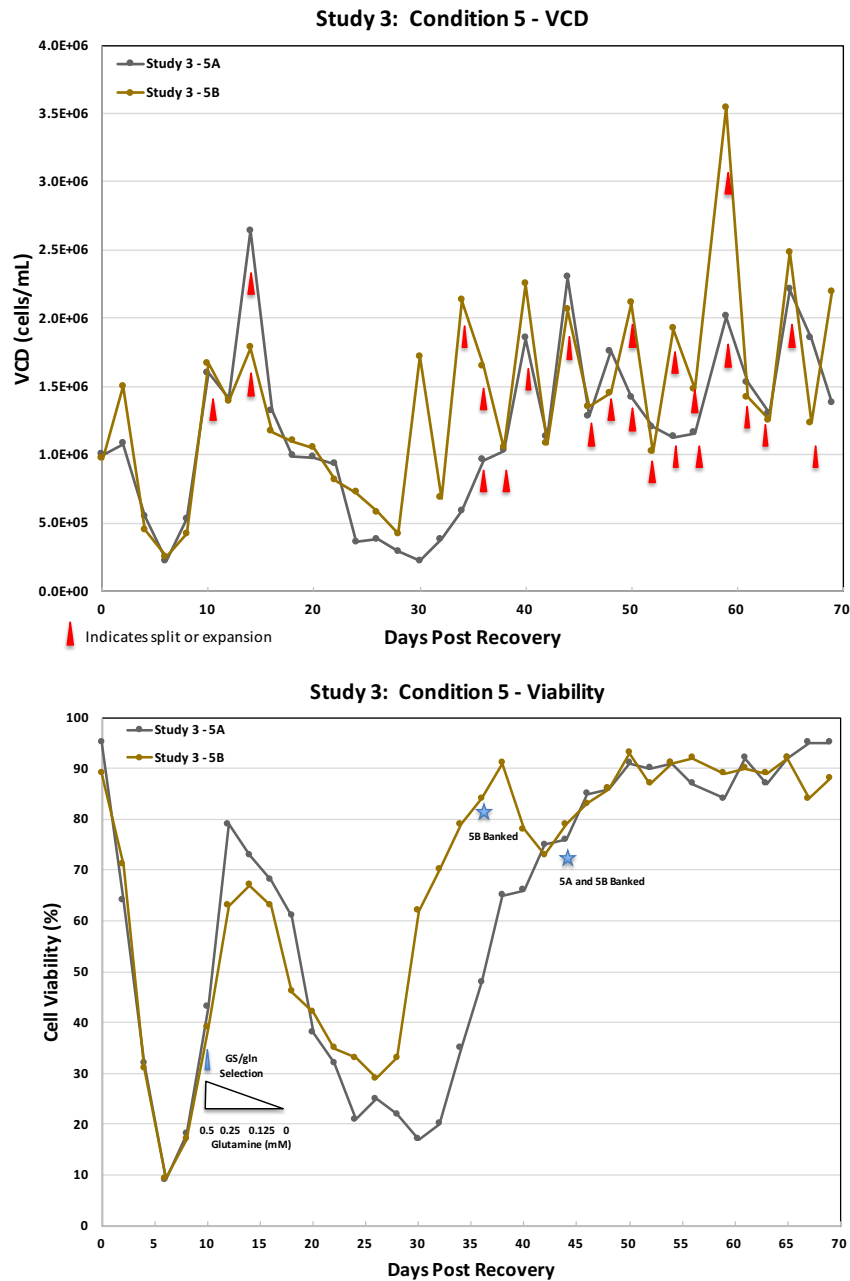 Study 3:  Condition 5 - VCD
4.0E+06
3.5E+06
3.0E+06
2.5E+06
2.0E+06
1.5E+06
1.0E+06
5.0E+05
0.0E+00
VCD (cells/mL)
Study 3 - 5A
Study 3 - 5B
0 10 20 30 40 50 60 70
Days Post Recovery
Indicates split or expansion
Study 3:  Condition 5 - Viability
100
90
80
70
60
50
40
30
20
10
0
Cell Viability (%)
Study 3 - 5A
Study 3 - 5B
5B Banked
5A and 5B Banked
GS/gln
Selection
0.5 0.25 0.125 0
Glutamine (mM)
0 5 10 15 20 25 30 35 40 45 50 55 60 65 70
Days Post Recovery